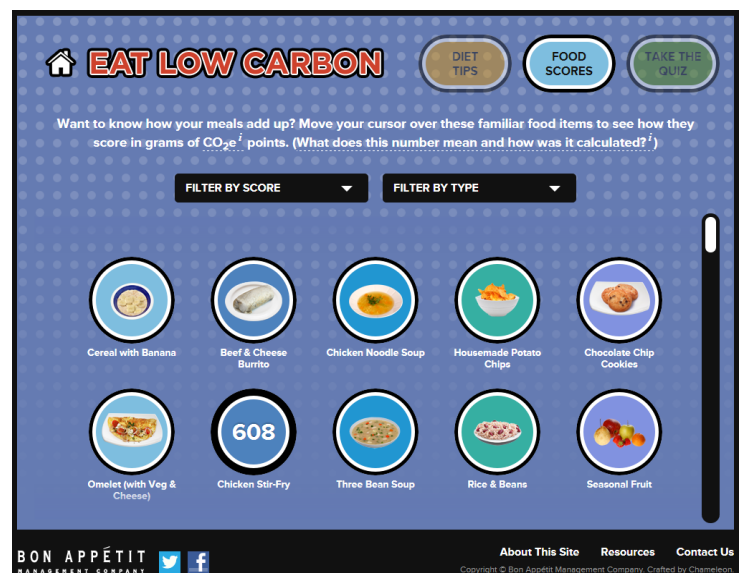 EAT LOW CARBON
DIET
TIPS
FOOD
SCORES
TAKE THE
QUIZ
Want to know how your meals add up? Move your cursor over these familiar food items to see how they
score in grams of CO₂e i points. (What does this number mean and how was it calculated? i)
FILTER BY SCORE
FILTER BY TYPE
Cereal with Banana
Beef & Cheese
Burrito
Chicken Noodle Soup
Housemade Potato
Chips
Chocolate Chip
Cookies
608
Omelet (with Veg &
Cheese)
Chicken Stir-Fry
Three Bean Soup
Rice & Beans
Seasonal Fruit
BON APPÉTIT
MANAGEMENT COMPANY
About This Site
Resources
Contact Us
Copyright © Bon Appétit Management Company. Crafted by Chameleon.